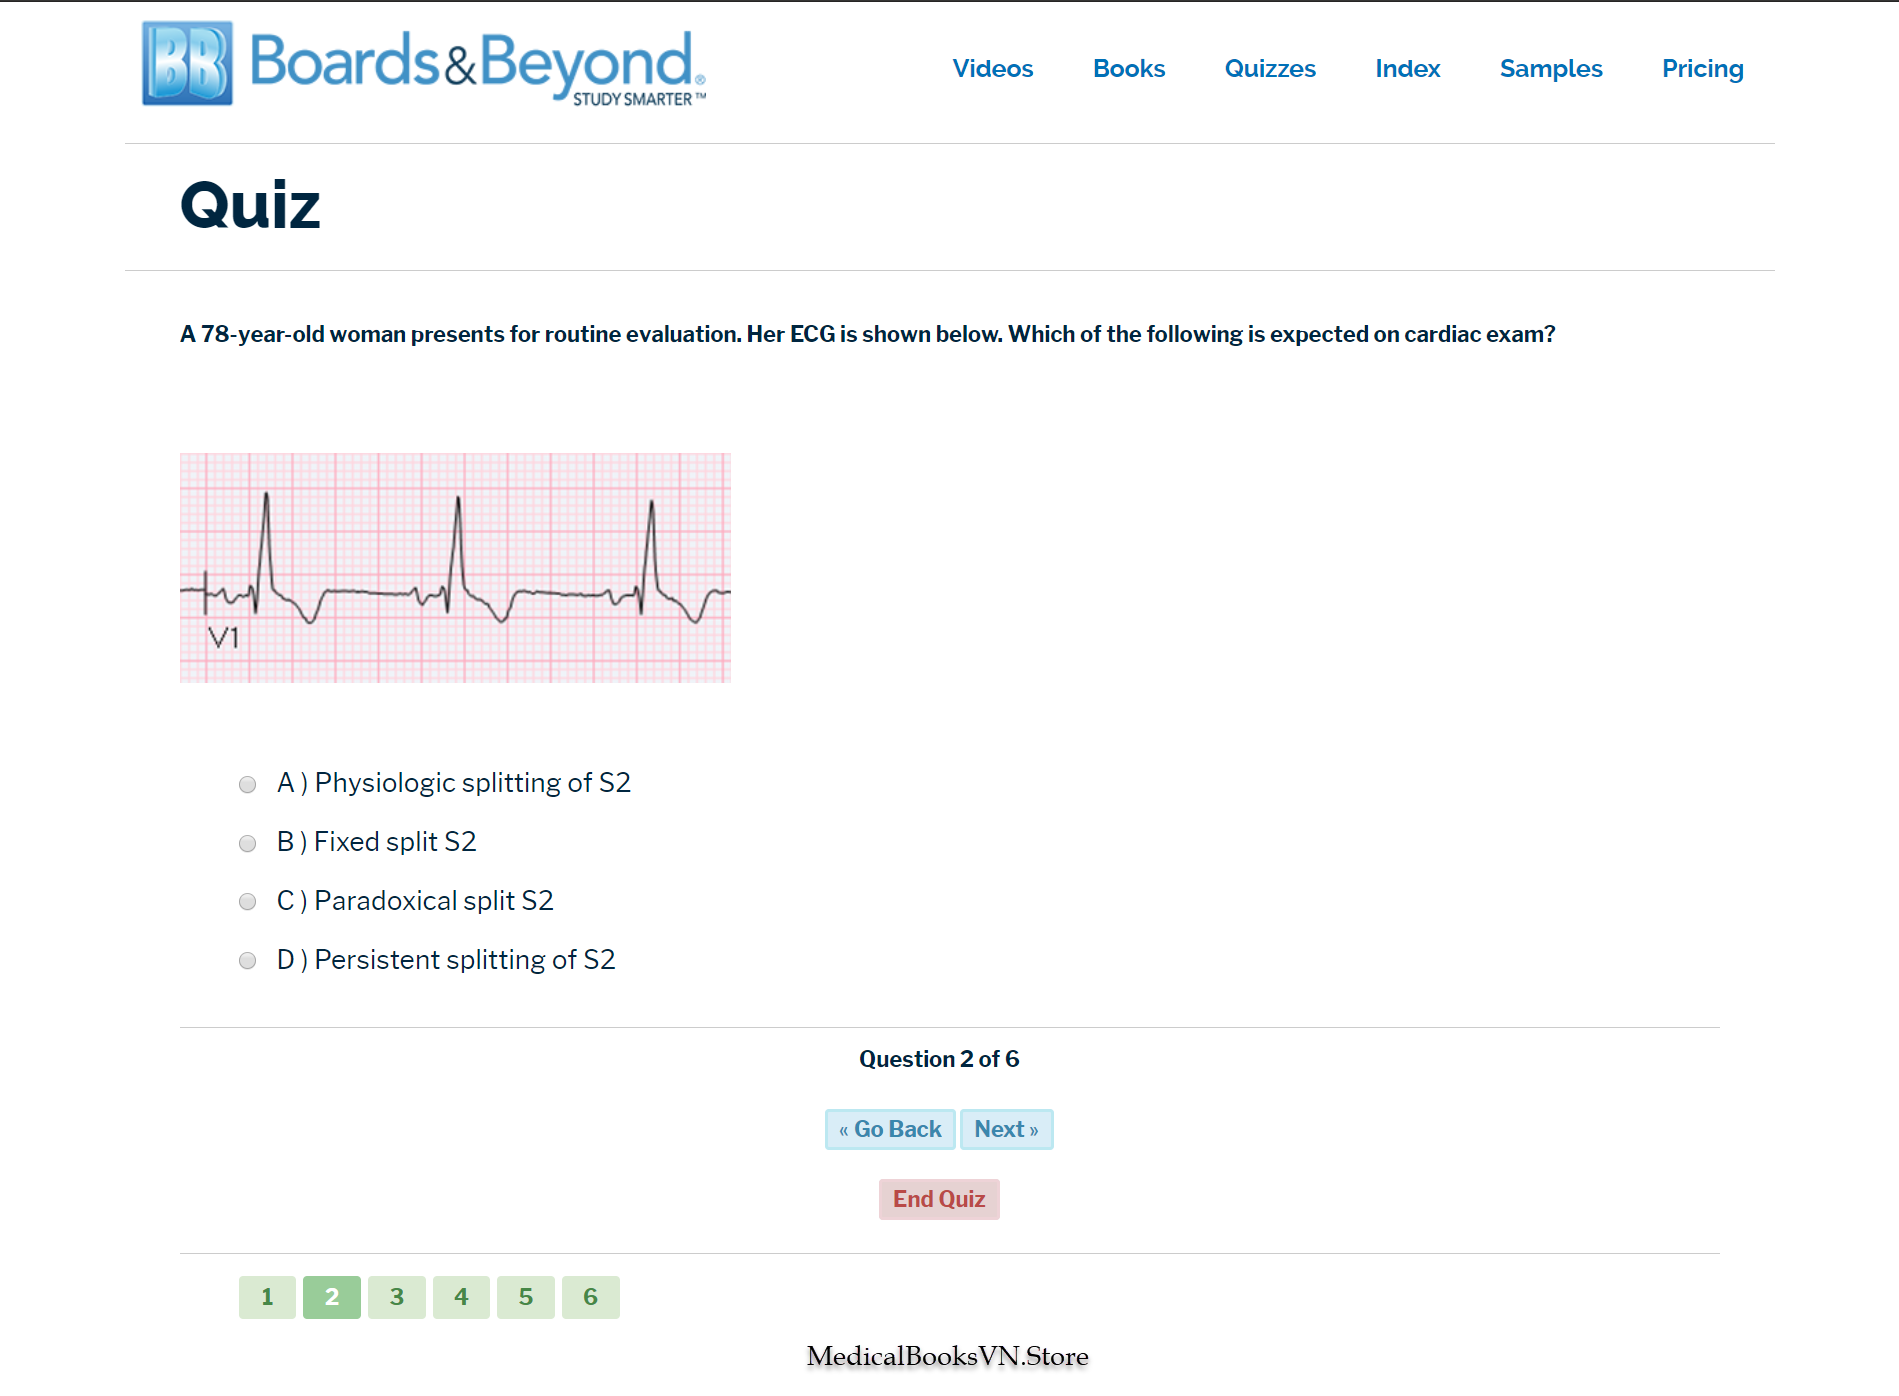 BB Boards&Beyond®
STUDY SMARTER™
Videos Books Quizzes Index Samples Pricing
Quiz
A 78-year-old woman presents for routine evaluation. Her ECG is shown below. Which of the following is expected on cardiac exam?
V1
A ) Physiologic splitting of S2
B ) Fixed split S2
C ) Paradoxical split S2
D ) Persistent splitting of S2
Question 2 of 6
« Go Back Next »
End Quiz
1 2 3 4 5 6
MedicalBooksVN.Store